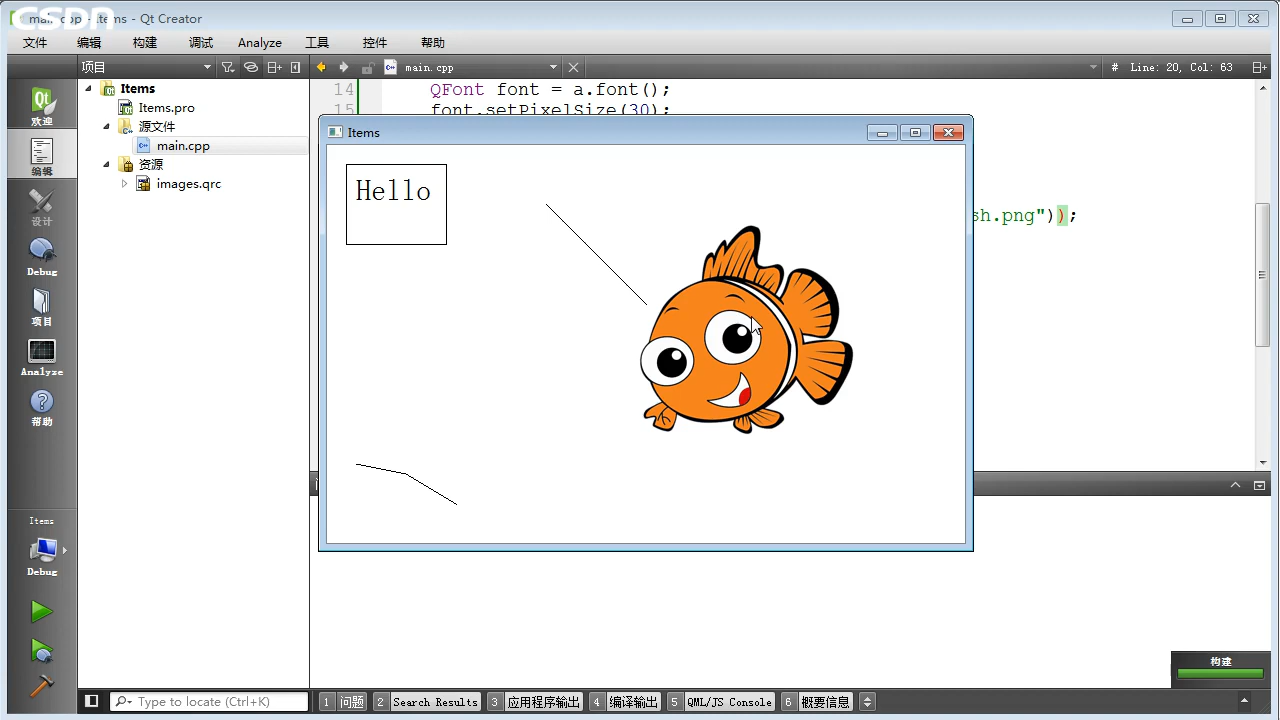 CSDN
main.cpp - Items - Qt Creator
文件 编辑 构建 调试 Analyze 工具 控件 帮助
项目
main.cpp
# Line: 20, Col: 63
欢迎
编辑
设计
Debug
项目
Analyze
帮助
Items
Debug
Items
Items.pro
源文件
main.cpp
资源
images.qrc
14 QFont font = a.font();
15 font.setPixelSize(30);
sh.png"));
Items
Hello
构建
Type to locate (Ctrl+K)
1 问题 2 Search Results 3 应用程序输出 4 编译输出 5 QML/JS Console 6 概要信息